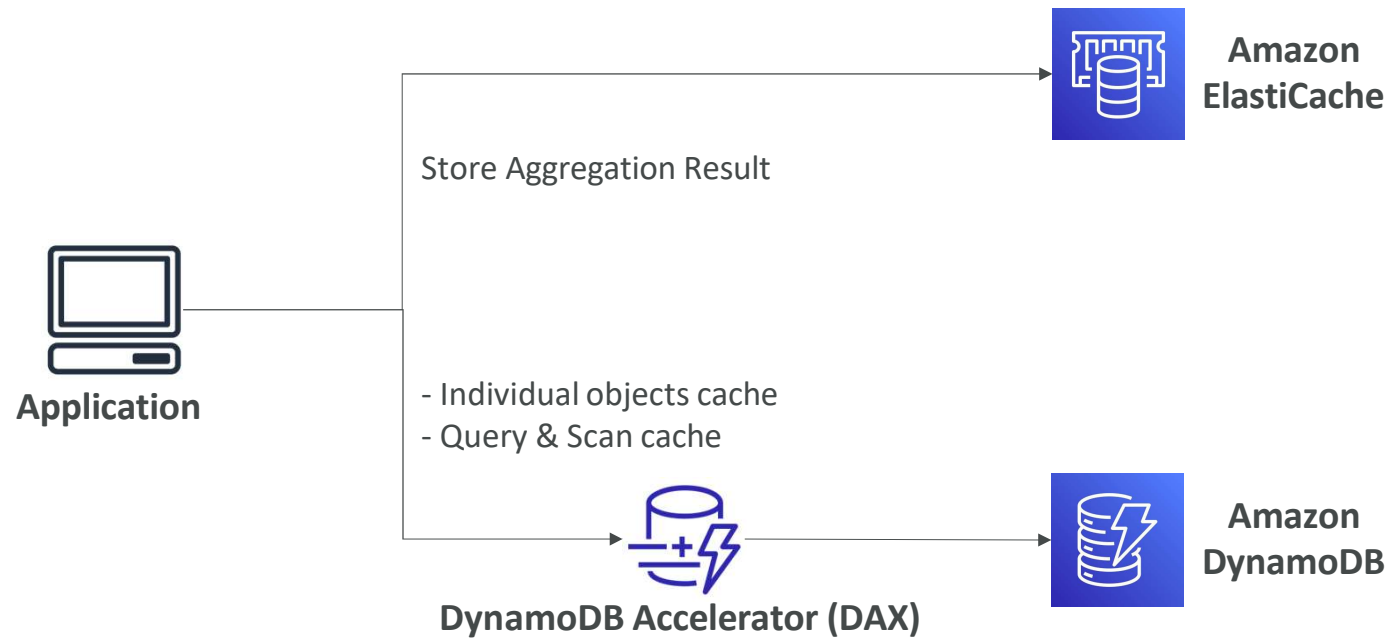 Amazon
ElastiCache
Store Aggregation Result
Application
- Individual objects cache
- Query & Scan cache
Amazon
DynamoDB
DynamoDB Accelerator (DAX)